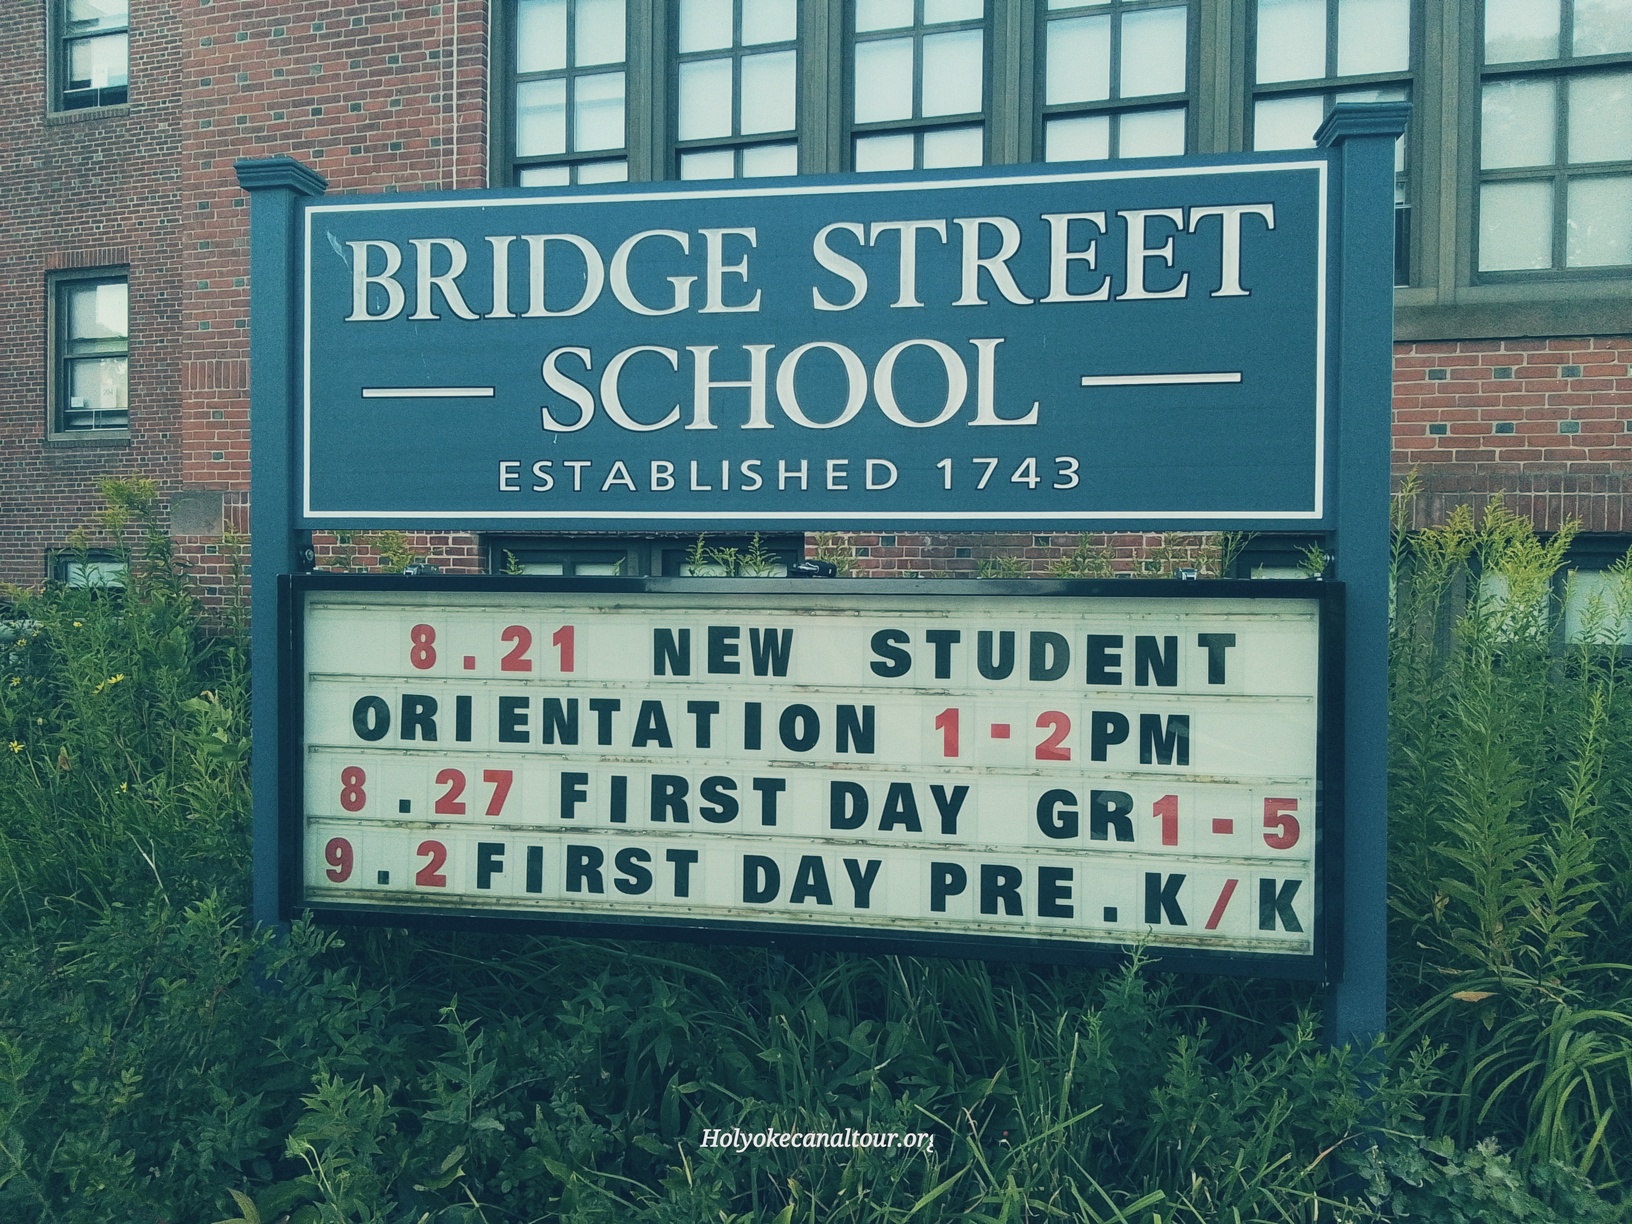 BRIDGE STREET
SCHOOL
ESTABLISHED 1743
8.21 NEW STUDENT
ORIENTATION 1-2PM
8.27 FIRST DAY GR1-5
9.2 FIRST DAY PRE.K/K
Holyokecanaltour.org